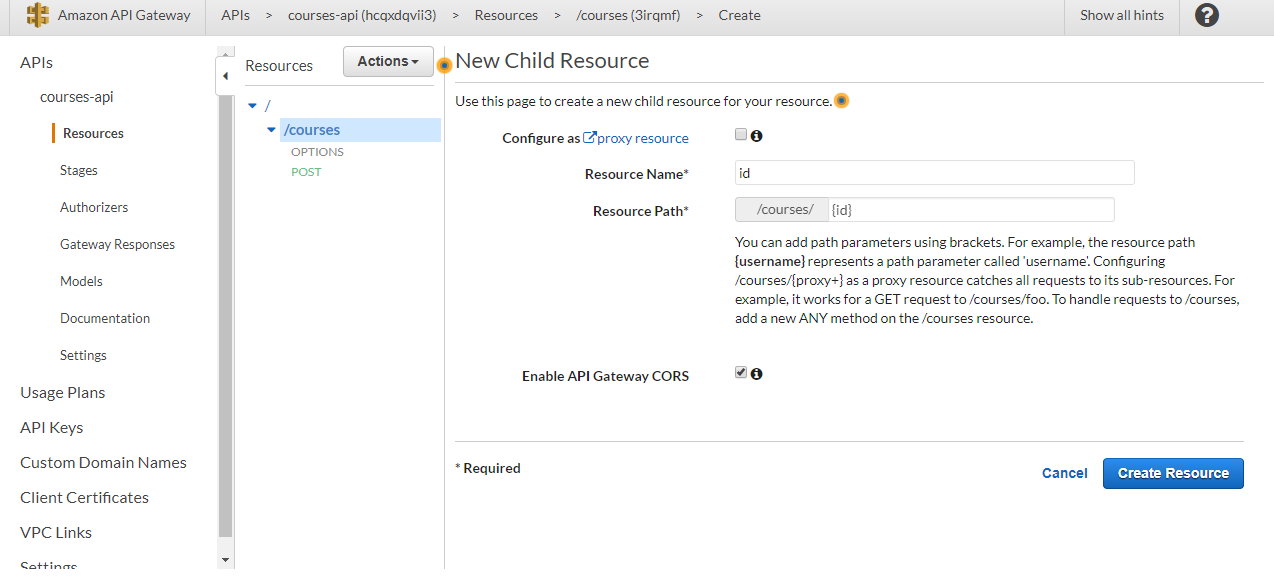 Amazon API Gateway
APIs > courses-api (hcqxdqvii3) > Resources > /courses (3irqmf) > Create
Show all hints
?
APIs
courses-api
Resources
Stages
Authorizers
Gateway Responses
Models
Documentation
Settings
Usage Plans
API Keys
Custom Domain Names
Client Certificates
VPC Links
Settings
Resources
Actions
/
/courses
OPTIONS
POST
New Child Resource
Use this page to create a new child resource for your resource.
Configure as proxy resource
Resource Name*
id
Resource Path*
/courses/ {id}
You can add path parameters using brackets. For example, the resource path
{username} represents a path parameter called 'username'. Configuring
/courses/{proxy+} as a proxy resource catches all requests to its sub-resources. For
example, it works for a GET request to /courses/foo. To handle requests to /courses,
add a new ANY method on the /courses resource.
Enable API Gateway CORS
* Required
Cancel
Create Resource